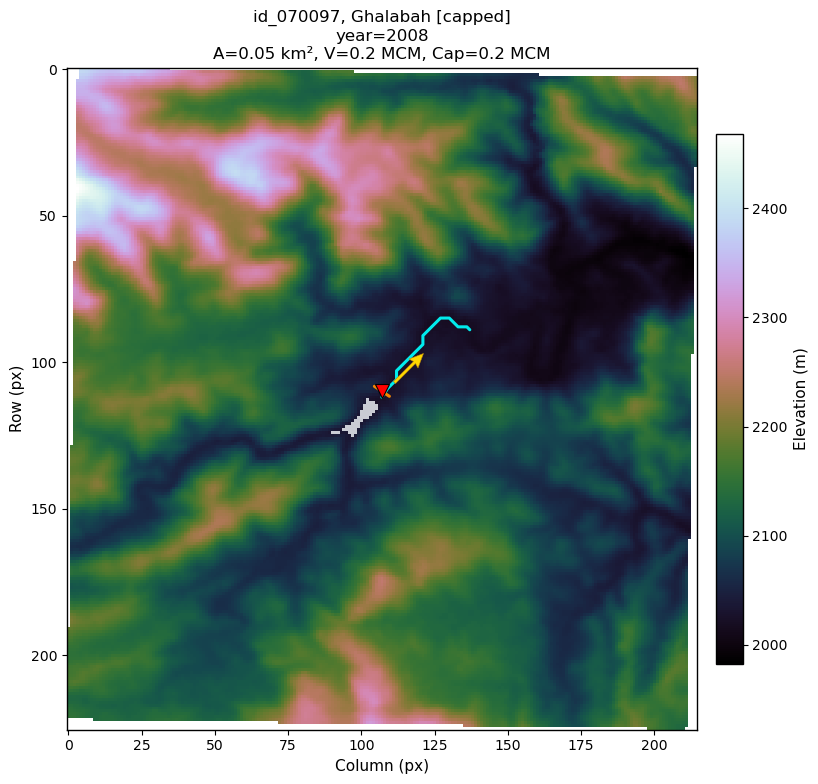 id_070097, Ghalabah [capped]
year=2008
A=0.05 km², V=0.2 MCM, Cap=0.2 MCM
0
50
100
150
200
Row (px)
0 25 50 75 100 125 150 175 200
Column (px)
2400
2300
2200
2100
2000
Elevation (m)